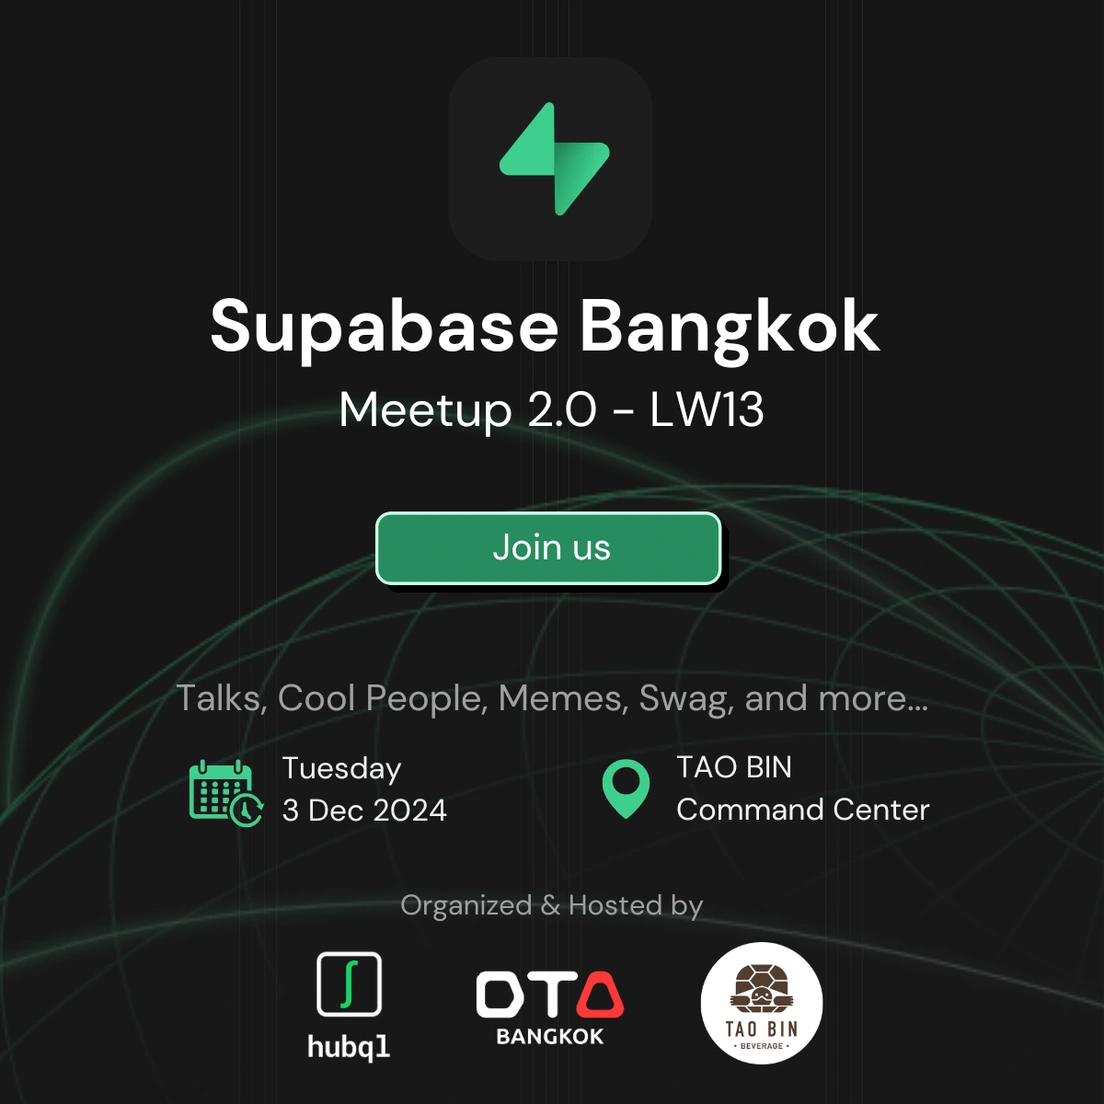 Supabase Bangkok
Meetup 2.0 – LW13
Join us
Talks, Cool People, Memes, Swag, and more...
Tuesday
3 Dec 2024
TAO BIN
Command Center
Organized & Hosted by
hubql
DTA
BANGKOK
TAO BIN
• BEVERAGE •